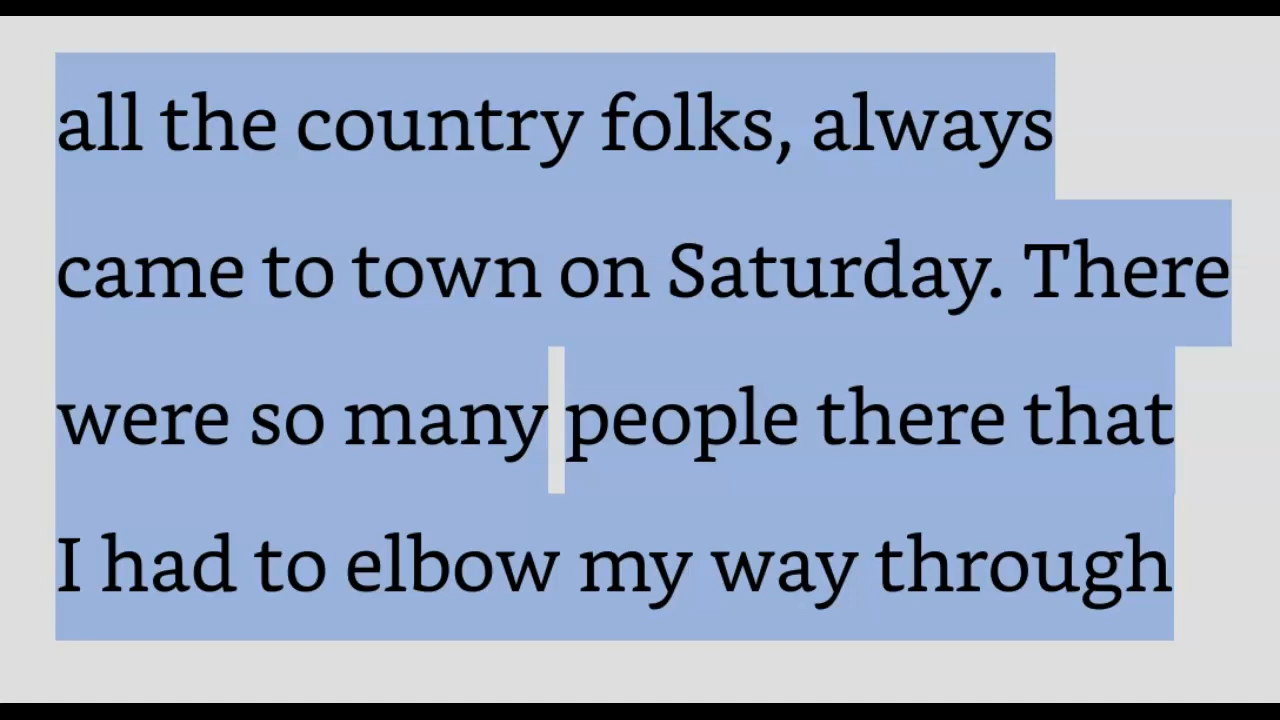 all the country folks, always
came to town on Saturday. There
were so many people there that
I had to elbow my way through